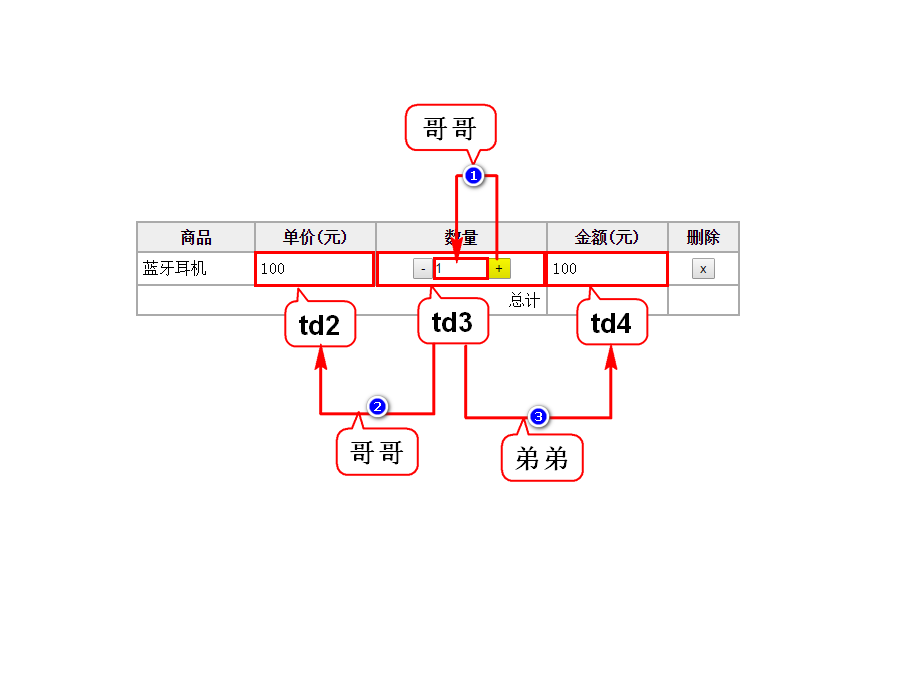 哥哥
1
商品 单价(元) 数量 金额(元) 删除
蓝牙耳机 100 - 1 + 100 x
总计
td2 td3 td4
2 3
哥哥 弟弟